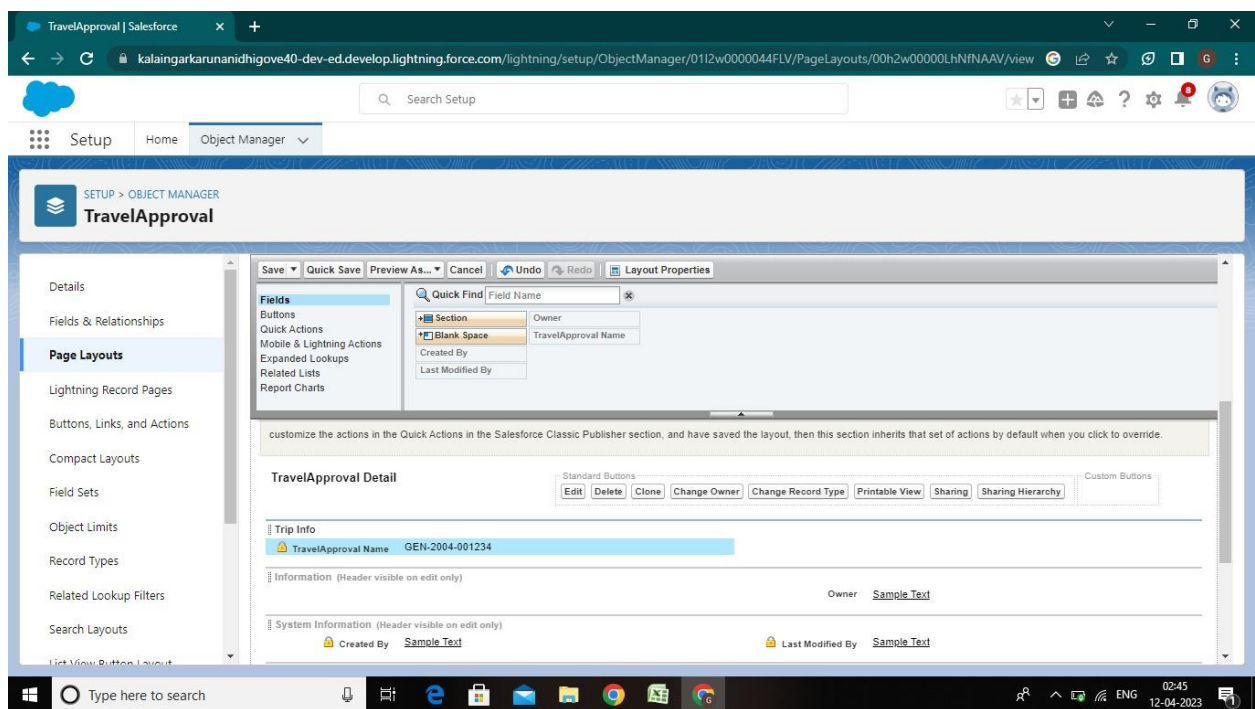 TravelApproval | Salesforce
kalaingarkarunanidhigove40-dev-ed.develop.lightning.force.com/lightning/setup/ObjectManager/01I2w0000044FLV/PageLayouts/00h2w00000LhNfNAAV/view
G
Search Setup
8
Setup Home Object Manager
SETUP > OBJECT MANAGER
TravelApproval
Details
Fields & Relationships
Page Layouts
Lightning Record Pages
Buttons, Links, and Actions
Compact Layouts
Field Sets
Object Limits
Record Types
Related Lookup Filters
Search Layouts
List View Button Layout
Save Quick Save Preview As... Cancel Undo Redo Layout Properties
Fields
Buttons
Quick Actions
Mobile & Lightning Actions
Expanded Lookups
Related Lists
Report Charts
Quick Find Field Name
Section Owner
Blank Space TravelApproval Name
Created By
Last Modified By
customize the actions in the Quick Actions in the Salesforce Classic Publisher section, and have saved the layout, then this section inherits that set of actions by default when you click to override.
TravelApproval Detail
Standard Buttons
Edit Delete Clone Change Owner Change Record Type Printable View Sharing Sharing Hierarchy
Custom Buttons
Trip Info
TravelApproval Name GEN-2004-001234
Information (Header visible on edit only)
Owner Sample Text
System Information (Header visible on edit only)
Created By Sample Text Last Modified By Sample Text
Type here to search
ENG
02:45
12-04-2023
1